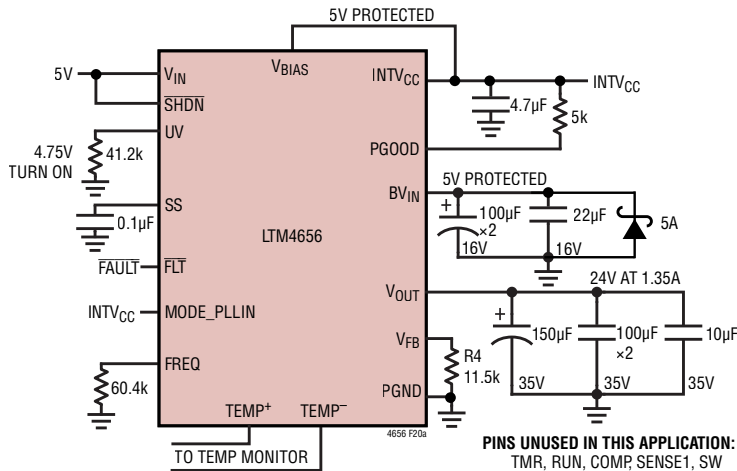 5V PROTECTED
5V
V_IN
V_BIAS
INTV_CC
INTV_CC
SHDN
4.7µF
5k
UV
4.75V
TURN ON
41.2k
PGOOD
5V PROTECTED
BV_IN
SS
0.1µF
100µF
×2
16V
22µF
16V
5A
LTM4656
FAULT
FLT
24V AT 1.35A
V_OUT
INTV_CC
MODE_PLLIN
150µF
35V
100µF
×2
35V
10µF
35V
V_FB
R4
11.5k
FREQ
60.4k
PGND
TEMP+
TEMP−
4656 F20a
TO TEMP MONITOR
PINS UNUSED IN THIS APPLICATION:
TMR, RUN, COMP, SENSE1, SW